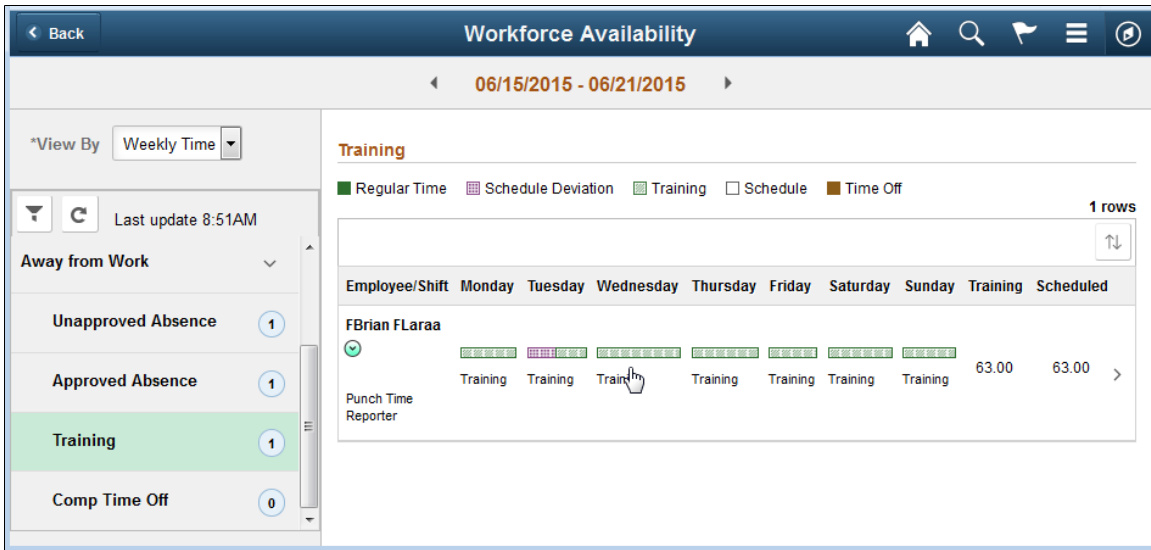 Back
Workforce Availability
06/15/2015 - 06/21/2015
*View By Weekly Time
Last update 8:51AM
Away from Work
Unapproved Absence 1
Approved Absence 1
Training 1
Comp Time Off 0
Training
Regular Time Schedule Deviation Training Schedule Time Off
1 rows
Employee/Shift Monday Tuesday Wednesday Thursday Friday Saturday Sunday Training Scheduled
FBrian FLaraa
63.00 63.00
Training Training Training Training Training Training Training
Punch Time
Reporter